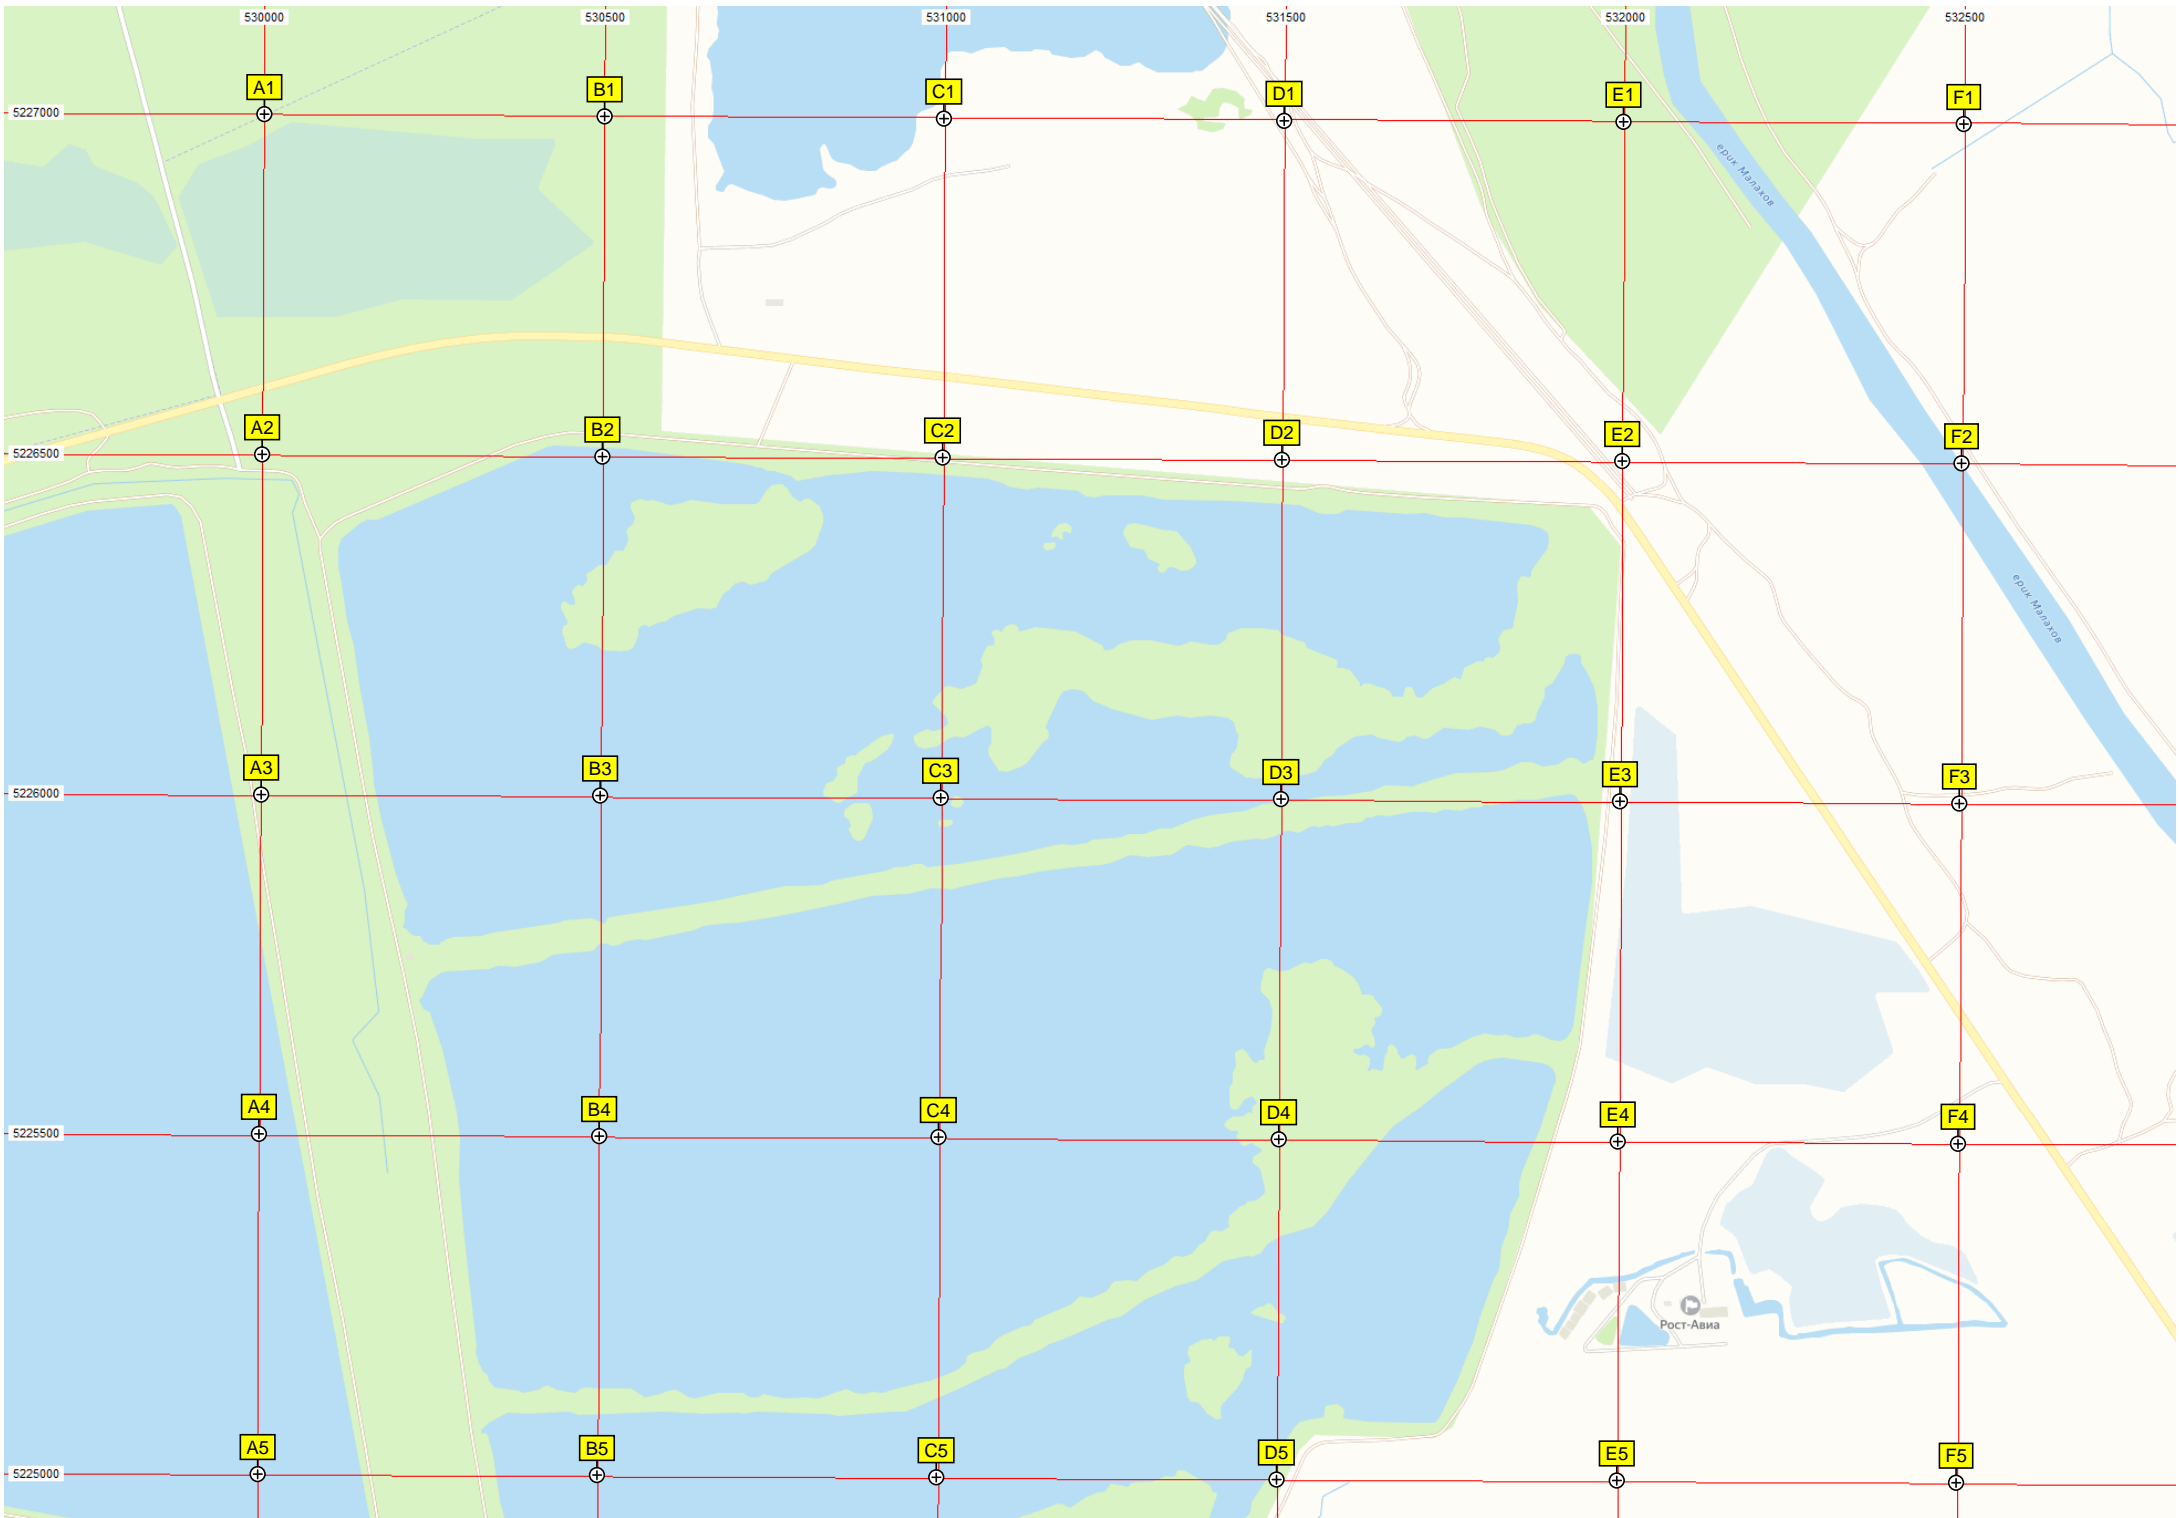 530000 530500 531000 531500 532000 532500
A1 B1 C1 D1 E1 F1
5227000
ерик Малахов
A2 B2 C2 D2 E2 F2
5226500
ерик Малахов
A3 B3 C3 D3 E3 F3
5226000
A4 B4 C4 D4 E4 F4
5225500
Рост-Авиа
A5 B5 C5 D5 E5 F5
5225000